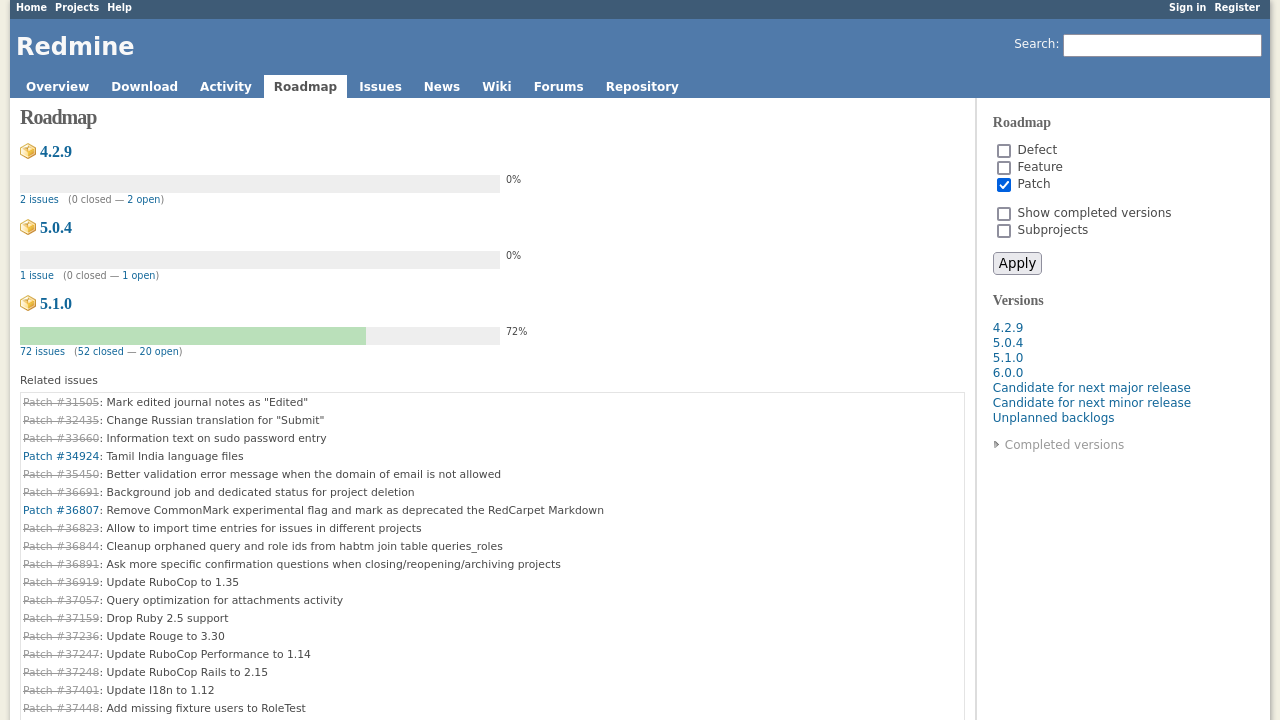 Home Projects Help Sign in Register
Redmine
Search:
Overview Download Activity Roadmap Issues News Wiki Forums Repository
Roadmap
4.2.9
0%
2 issues (0 closed — 2 open)
5.0.4
0%
1 issue (0 closed — 1 open)
5.1.0
72%
72 issues (52 closed — 20 open)
Related issues
Patch #31505: Mark edited journal notes as "Edited"
Patch #32435: Change Russian translation for "Submit"
Patch #33660: Information text on sudo password entry
Patch #34924: Tamil India language files
Patch #35450: Better validation error message when the domain of email is not allowed
Patch #36691: Background job and dedicated status for project deletion
Patch #36807: Remove CommonMark experimental flag and mark as deprecated the RedCarpet Markdown
Patch #36823: Allow to import time entries for issues in different projects
Patch #36844: Cleanup orphaned query and role ids from habtm join table queries_roles
Patch #36891: Ask more specific confirmation questions when closing/reopening/archiving projects
Patch #36919: Update RuboCop to 1.35
Patch #37057: Query optimization for attachments activity
Patch #37159: Drop Ruby 2.5 support
Patch #37236: Update Rouge to 3.30
Patch #37247: Update RuboCop Performance to 1.14
Patch #37248: Update RuboCop Rails to 2.15
Patch #37401: Update I18n to 1.12
Patch #37448: Add missing fixture users to RoleTest
Roadmap
Defect
Feature
Patch
Show completed versions
Subprojects
Apply
Versions
4.2.9
5.0.4
5.1.0
6.0.0
Candidate for next major release
Candidate for next minor release
Unplanned backlogs
Completed versions